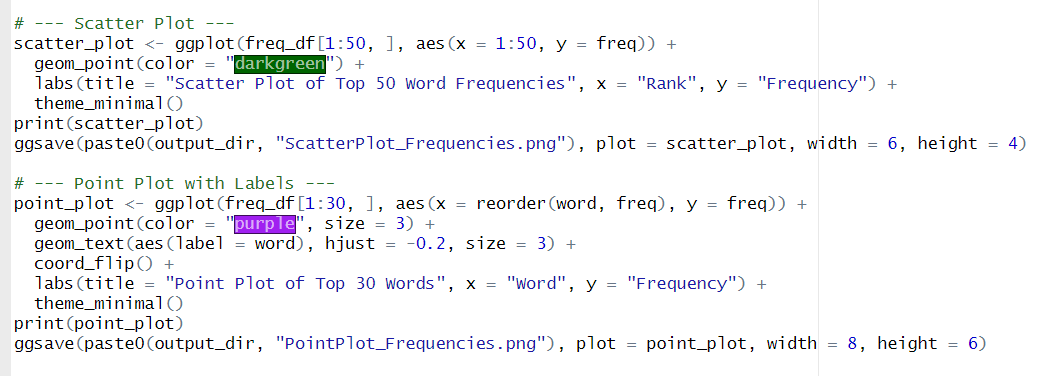 # --- Scatter Plot ---
scatter_plot <- ggplot(freq_df[1:50, ], aes(x = 1:50, y = freq)) +
  geom_point(color = "darkgreen") +
  labs(title = "Scatter Plot of Top 50 Word Frequencies", x = "Rank", y = "Frequency") +
  theme_minimal()
print(scatter_plot)
ggsave(paste0(output_dir, "ScatterPlot_Frequencies.png"), plot = scatter_plot, width = 6, height = 4)
# --- Point Plot with Labels ---
point_plot <- ggplot(freq_df[1:30, ], aes(x = reorder(word, freq), y = freq)) +
  geom_point(color = "purple", size = 3) +
  geom_text(aes(label = word), hjust = -0.2, size = 3) +
  coord_flip() +
  labs(title = "Point Plot of Top 30 Words", x = "Word", y = "Frequency") +
  theme_minimal()
print(point_plot)
ggsave(paste0(output_dir, "PointPlot_Frequencies.png"), plot = point_plot, width = 8, height = 6)